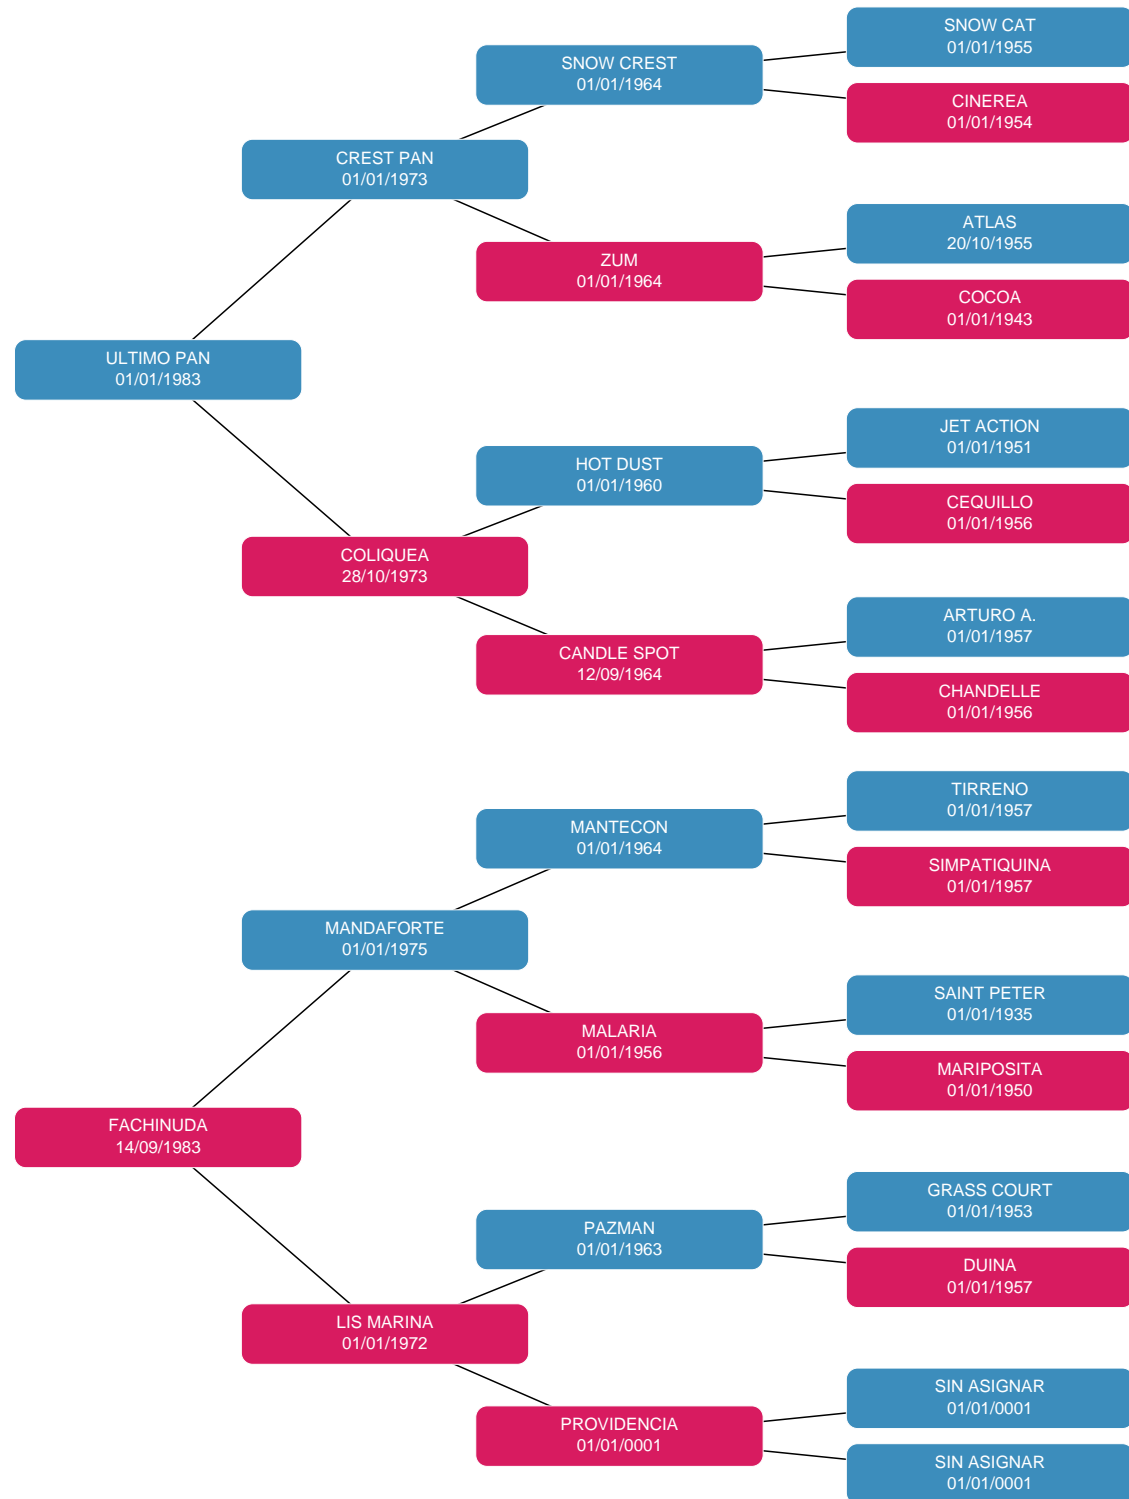 SNOW CAT
01/01/1955
SNOW CREST
01/01/1964
CINEREA
01/01/1954
CREST PAN
01/01/1973
ATLAS
20/10/1955
ZUM
01/01/1964
COCOA
01/01/1943
ULTIMO PAN
01/01/1983
JET ACTION
01/01/1951
HOT DUST
01/01/1960
CEQUILLO
01/01/1956
COLIQUEA
28/10/1973
ARTURO A.
01/01/1957
CANDLE SPOT
12/09/1964
CHANDELLE
01/01/1956
TIRRENO
01/01/1957
MANTECON
01/01/1964
SIMPATIQUINA
01/01/1957
MANDAFORTE
01/01/1975
SAINT PETER
01/01/1935
MALARIA
01/01/1956
MARIPOSITA
01/01/1950
FACHINUDA
14/09/1983
GRASS COURT
01/01/1953
PAZMAN
01/01/1963
DUINA
01/01/1957
LIS MARINA
01/01/1972
SIN ASIGNAR
01/01/0001
PROVIDENCIA
01/01/0001
SIN ASIGNAR
01/01/0001